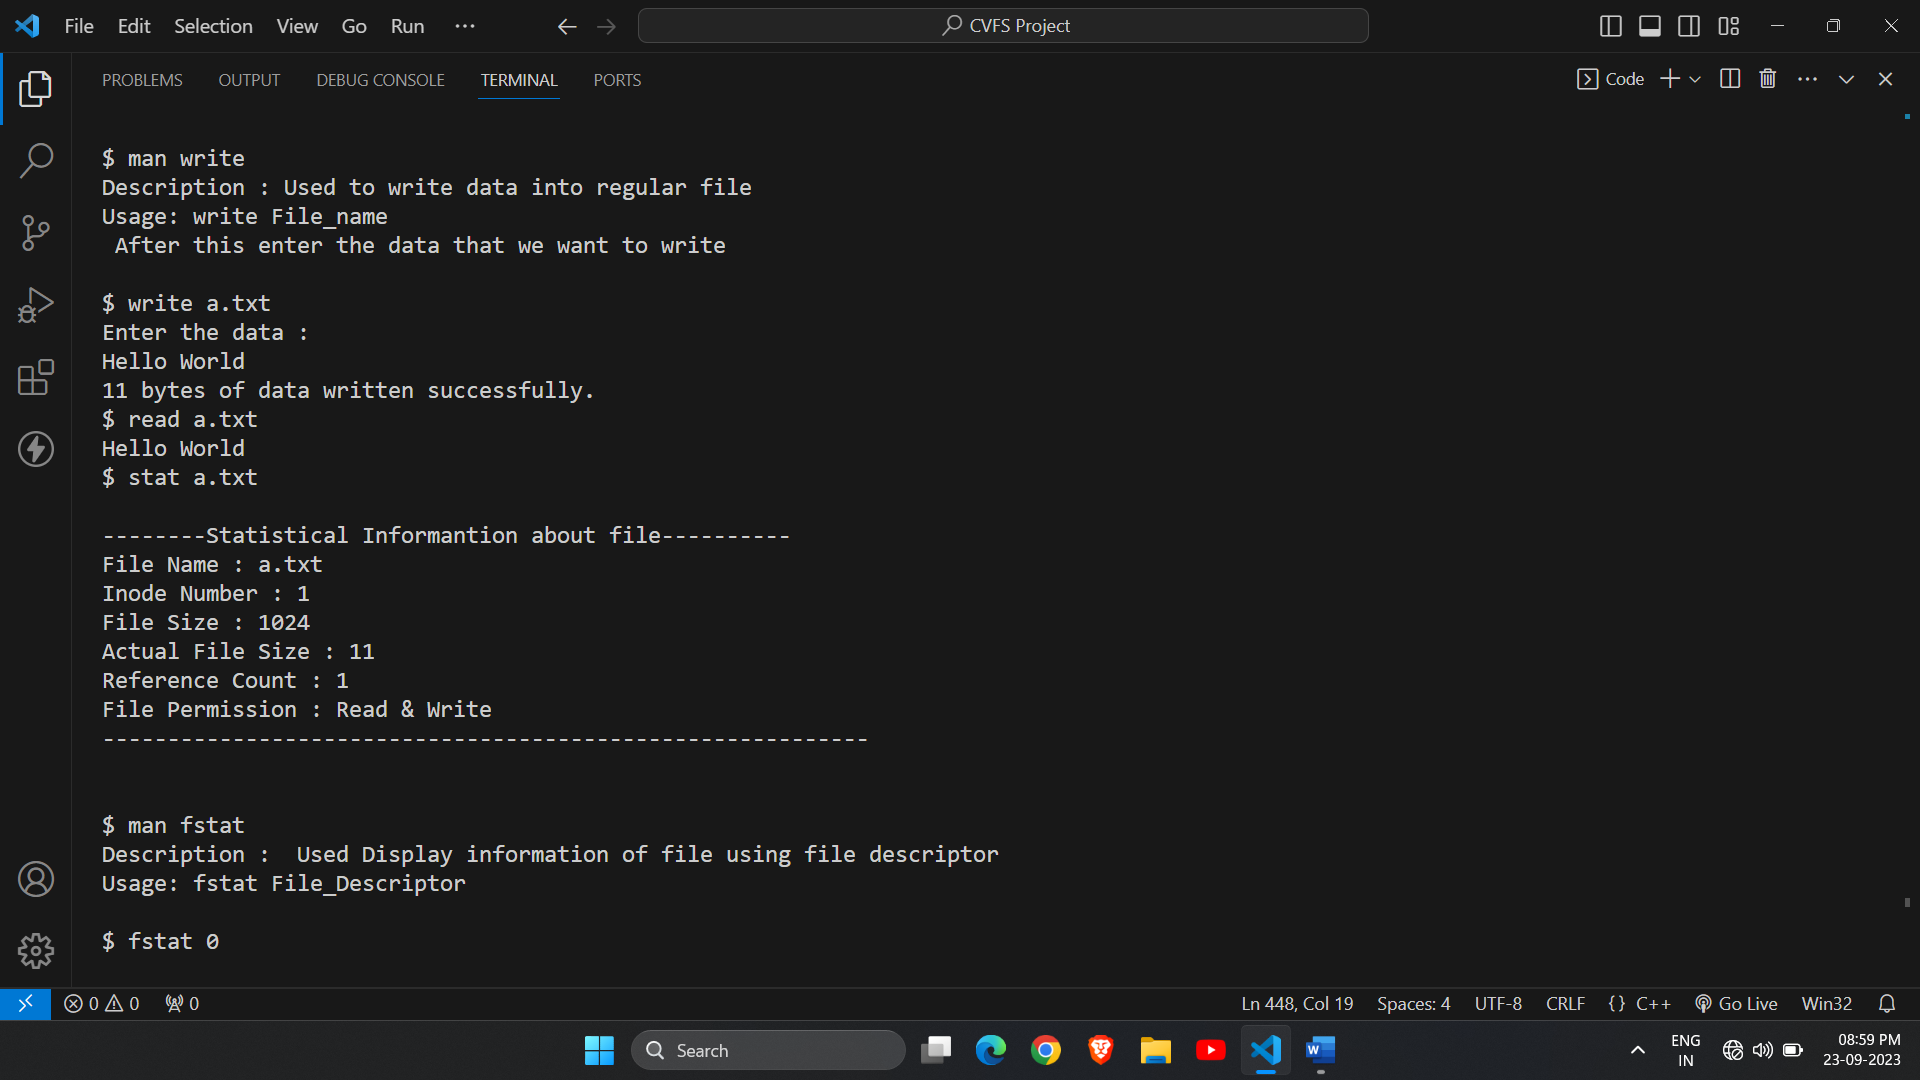 File Edit Selection View Go Run ···
CVFS Project
PROBLEMS OUTPUT DEBUG CONSOLE TERMINAL PORTS
Code
$ man write
Description : Used to write data into regular file
Usage: write File_name
 After this enter the data that we want to write
$ write a.txt
Enter the data :
Hello World
11 bytes of data written successfully.
$ read a.txt
Hello World
$ stat a.txt
--------Statistical Informantion about file----------
File Name : a.txt
Inode Number : 1
File Size : 1024
Actual File Size : 11
Reference Count : 1
File Permission : Read & Write
-----------------------------------------------------------
$ man fstat
Description :  Used Display information of file using file descriptor
Usage: fstat File_Descriptor
$ fstat 0
0 0 0 Ln 448, Col 19 Spaces: 4 UTF-8 CRLF {} C++ Go Live Win32
Search
ENG
IN
08:59 PM
23-09-2023